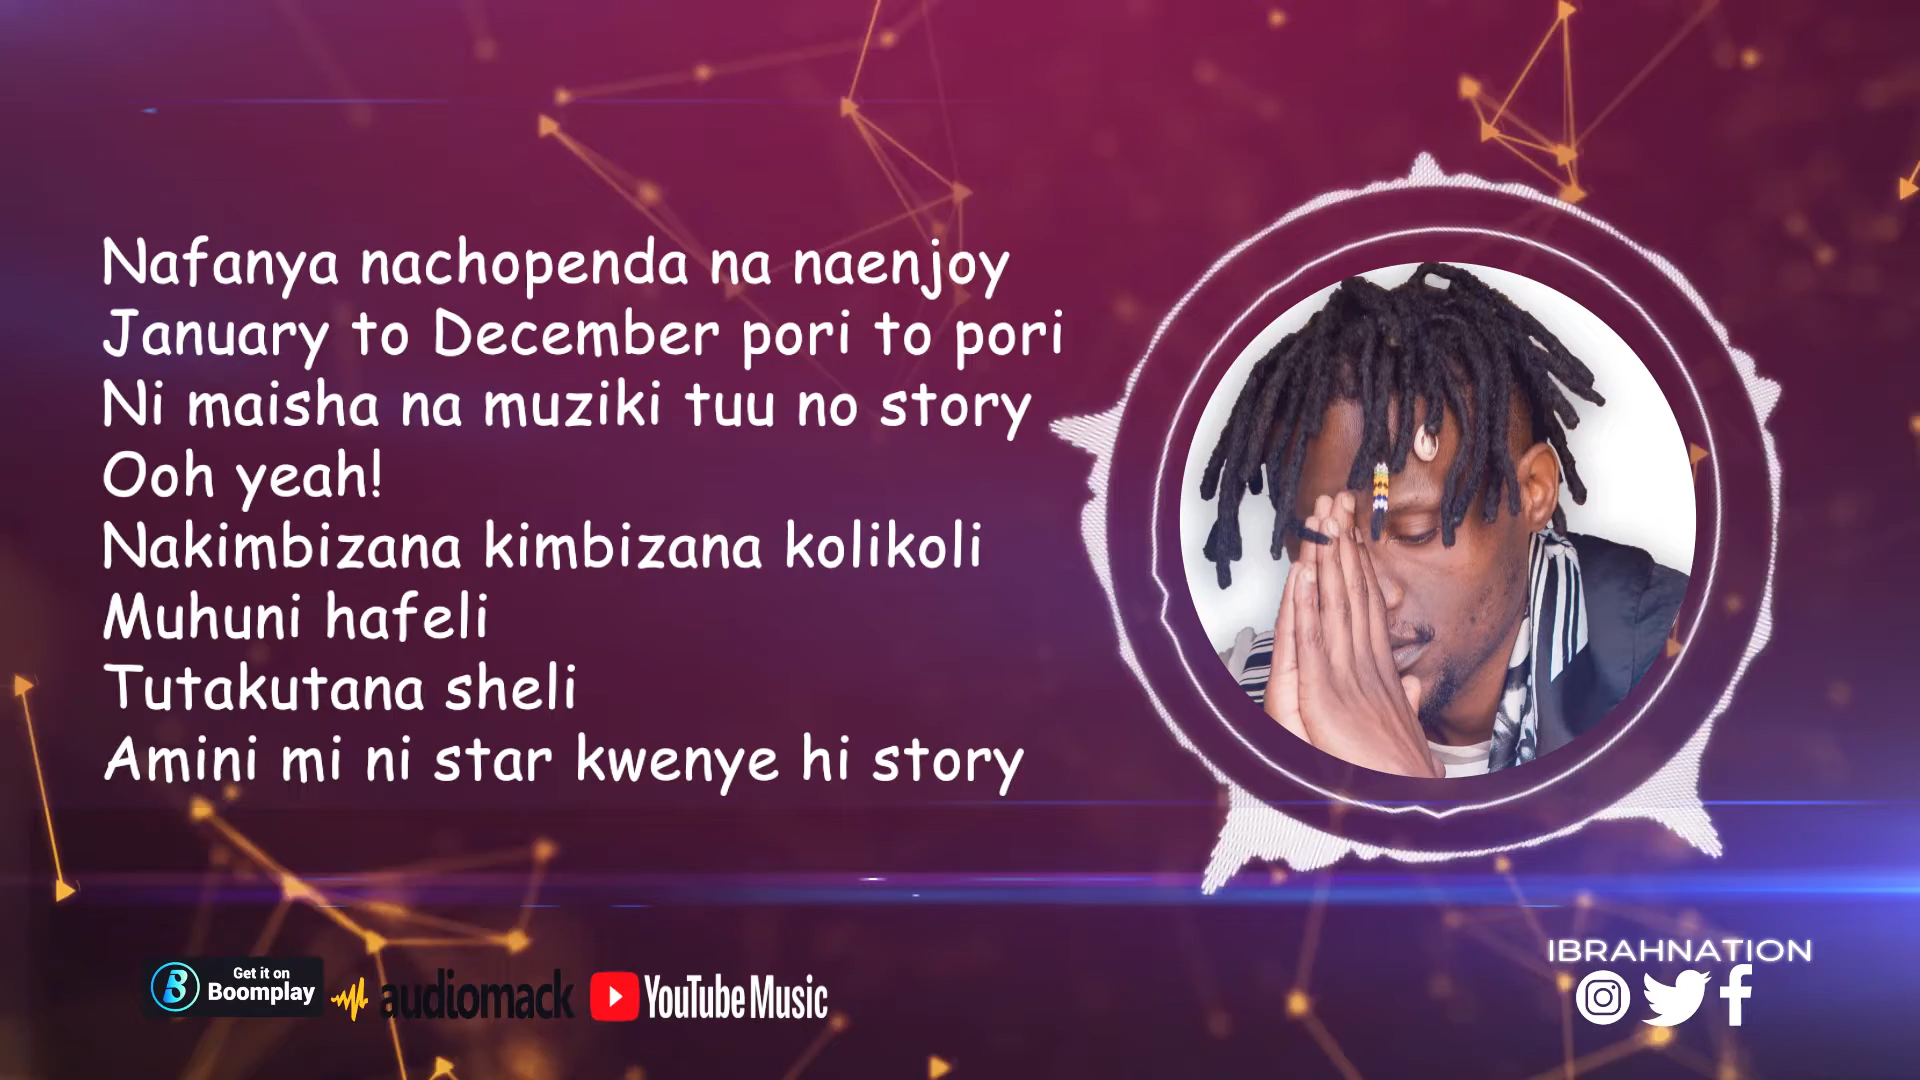 Nafanya nachopenda na naenjoy
January to December pori to pori
Ni maisha na muziki tuu no story
Ooh yeah!
Nakimbizana kimbizana kolikoli
Muhuni hafeli
Tutakutana sheli
Amini mi ni star kwenye hi story
Get it on
Boomplay
audiomack
YouTube Music
IBRAHNATION